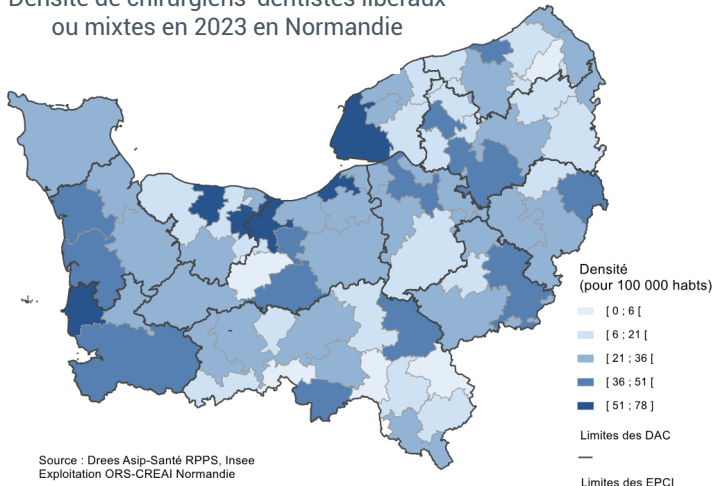 Densité de chirurgiens-dentistes libéraux
ou mixtes en 2023 en Normandie
Densité
(pour 100 000 habts)
[ 0 ; 6 [
[ 6 ; 21 [
[ 21 ; 36 [
[ 36 ; 51 [
[ 51 ; 78 ]
Limites des DAC
Limites des EPCI
Source : Drees Asip-Santé RPPS, Insee
Exploitation ORS-CREAI Normandie